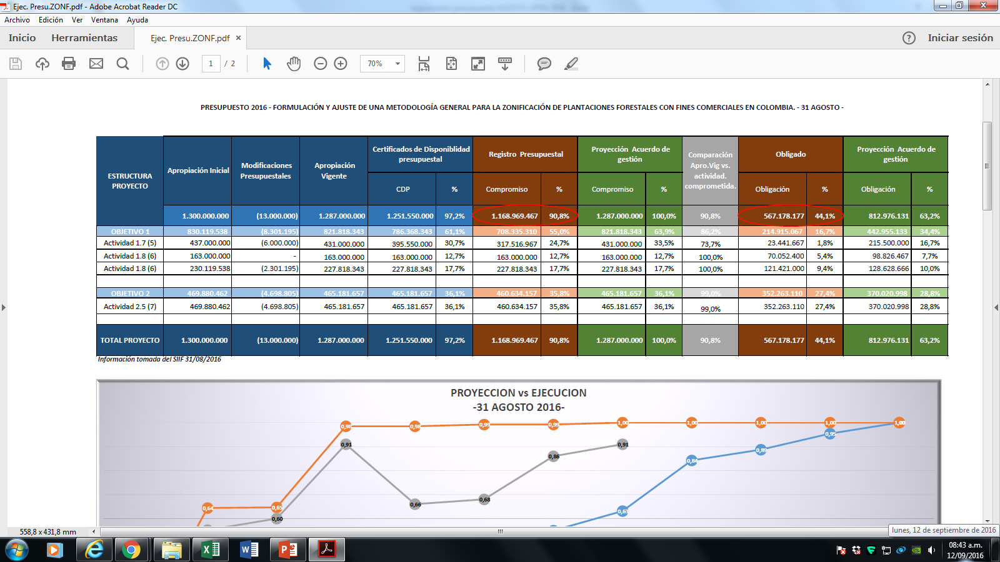 Ejec. Presu.ZONF.pdf - Adobe Acrobat Reader DC
Archivo Edición Ver Ventana Ayuda
Inicio Herramientas Ejec. Presu.ZONF.pdf × Iniciar sesión
1 / 2 70%
PRESUPUESTO 2016 - FORMULACIÓN Y AJUSTE DE UNA METODOLOGÍA GENERAL PARA LA ZONIFICACIÓN DE PLANTACIONES FORESTALES CON FINES COMERCIALES EN COLOMBIA. - 31 AGOSTO -
ESTRUCTURA PROYECTO
Apropiación Inicial
Modificaciones Presupuestales
Apropiación Vigente
Certificados de Disponiblidad presupuestal
Registro Presupuestal
Proyección Acuerdo de gestión
Comparación Apro.Vig vs. actividad. comprometida.
Obligado
Proyección Acuerdo de gestión
CDP % Compromiso % Compromiso % Obligación % Obligación %
1.300.000.000 (13.000.000) 1.287.000.000 1.251.550.000 97,2% 1.168.969.467 90,8% 1.287.000.000 100,0% 90,8% 567.178.177 44,1% 812.976.131 63,2%
OBJETIVO 1 830.119.538 (8.301.195) 821.818.343 786.368.343 61,1% 708.335.310 55,0% 821.818.343 63,9% 86,2% 214.915.067 16,7% 442.955.133 34,4%
Actividad 1.7 (5) 437.000.000 (6.000.000) 431.000.000 395.550.000 30,7% 317.516.967 24,7% 431.000.000 33,5% 73,7% 23.441.667 1,8% 215.500.000 16,7%
Actividad 1.8 (6) 163.000.000 - 163.000.000 163.000.000 12,7% 163.000.000 12,7% 163.000.000 12,7% 100,0% 70.052.400 5,4% 98.826.467 7,7%
Actividad 1.8 (6) 230.119.538 (2.301.195) 227.818.343 227.818.343 17,7% 227.818.343 17,7% 227.818.343 17,7% 100,0% 121.421.000 9,4% 128.628.666 10,0%
OBJETIVO 2 469.880.462 (4.698.805) 465.181.657 465.181.657 36,1% 460.634.157 35,8% 465.181.657 36,1% 99,0% 352.263.110 27,4% 370.020.998 28,8%
Actividad 2.5 (7) 469.880.462 (4.698.805) 465.181.657 465.181.657 36,1% 460.634.157 35,8% 465.181.657 36,1% 99,0% 352.263.110 27,4% 370.020.998 28,8%
TOTAL PROYECTO 1.300.000.000 (13.000.000) 1.287.000.000 1.251.550.000 97,2% 1.168.969.467 90,8% 1.287.000.000 100,0% 90,8% 567.178.177 44,1% 812.976.131 63,2%
Información tomada del SIIF 31/08/2016
PROYECCION vs EJECUCION
-31 AGOSTO 2016-
0,98 0,98 0,99 0,99 1,00 1,00 1,00 1,00 1,00
0,91 0,86 0,91 0,84 0,89 0,95
0,64 0,65 0,60 0,66 0,68 0,63
558,8 x 431,8 mm
lunes, 12 de septiembre de 2016
08:43 a.m.
12/09/2016